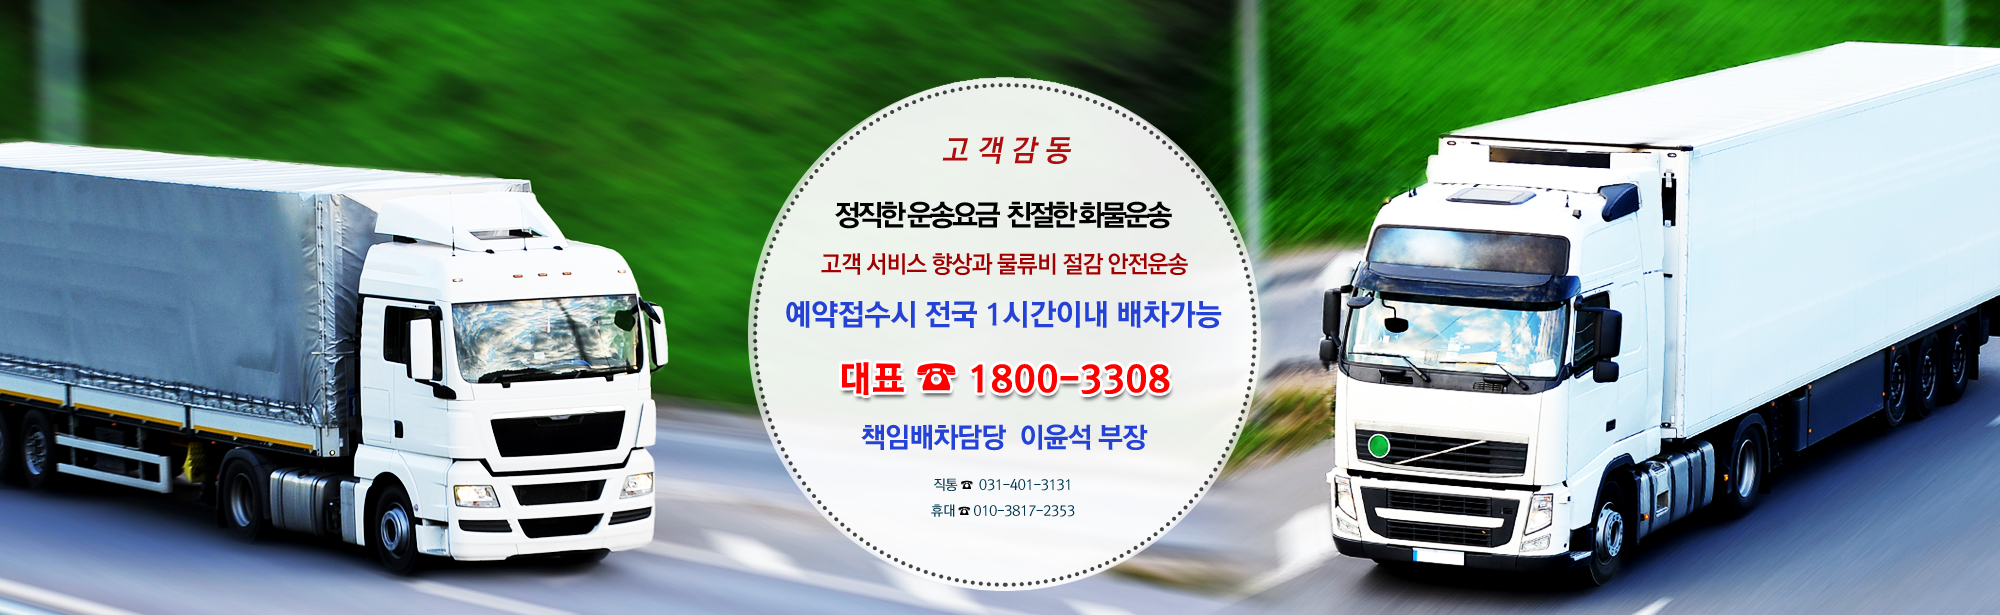 고객감동
정직한 운송요금 친절한 화물운송
고객 서비스 향상과 물류비 절감 안전운송
예약접수시 전국 1시간이내 배차가능
대표 ☎ 1800-3308
책임배차담당 이윤석 부장
직통 ☎ 031-401-3131
휴대 ☎ 010-3817-2353